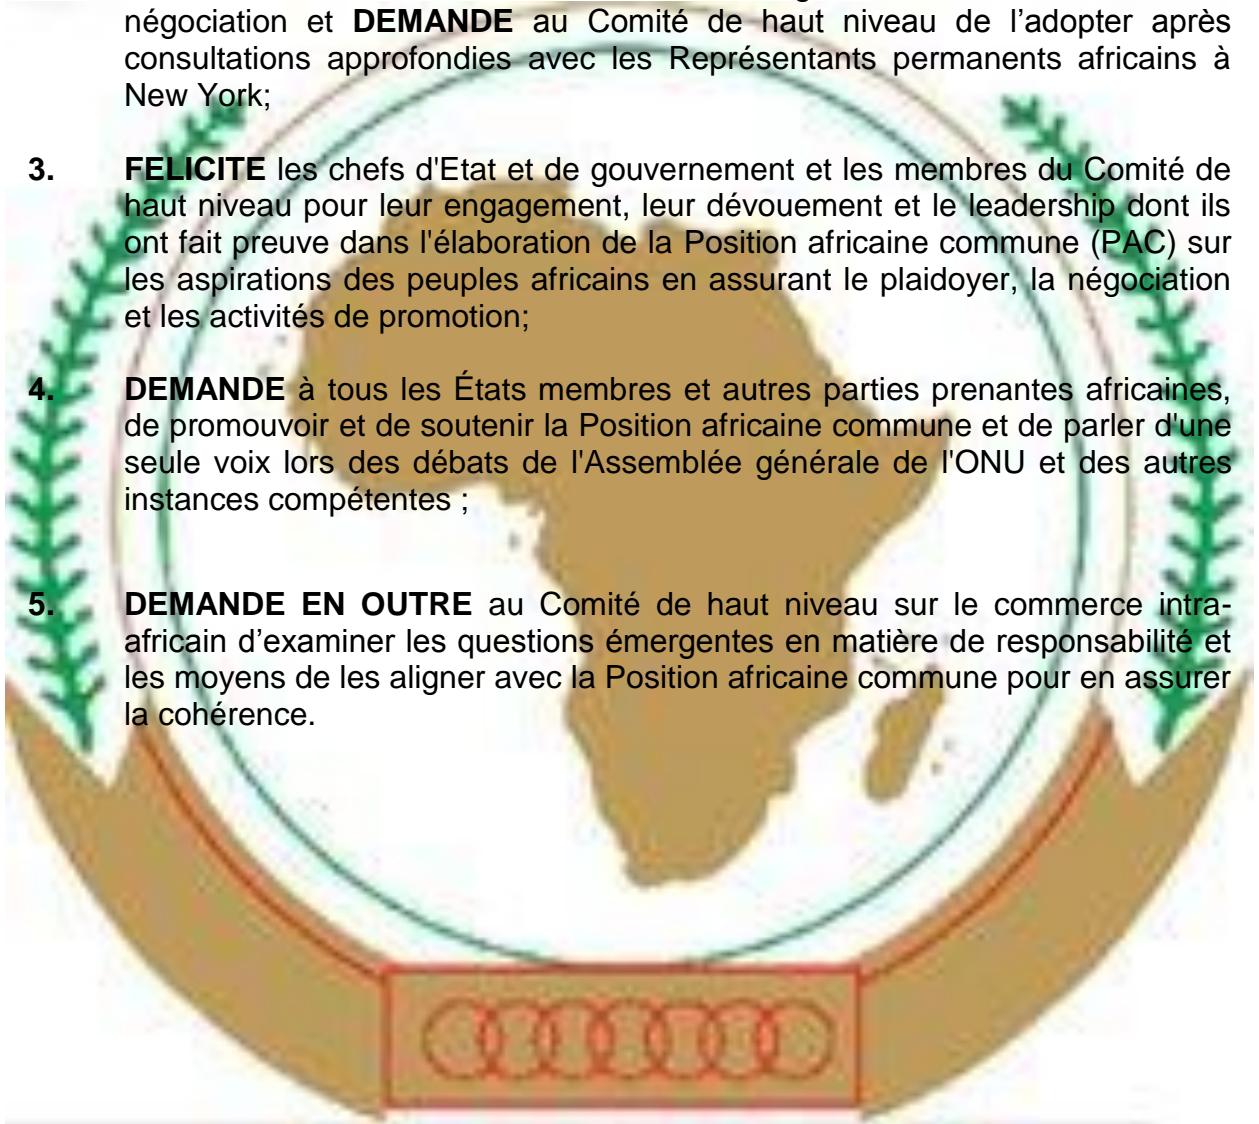 négociation et DEMANDE au Comité de haut niveau de l’adopter après
consultations approfondies avec les Représentants permanents africains à
New York;
3. FELICITE les chefs d'Etat et de gouvernement et les membres du Comité de
haut niveau pour leur engagement, leur dévouement et le leadership dont ils
ont fait preuve dans l'élaboration de la Position africaine commune (PAC) sur
les aspirations des peuples africains en assurant le plaidoyer, la négociation
et les activités de promotion;
4. DEMANDE à tous les États membres et autres parties prenantes africaines,
de promouvoir et de soutenir la Position africaine commune et de parler d'une
seule voix lors des débats de l'Assemblée générale de l'ONU et des autres
instances compétentes ;
5. DEMANDE EN OUTRE au Comité de haut niveau sur le commerce intra-
africain d’examiner les questions émergentes en matière de responsabilité et
les moyens de les aligner avec la Position africaine commune pour en assurer
la cohérence.